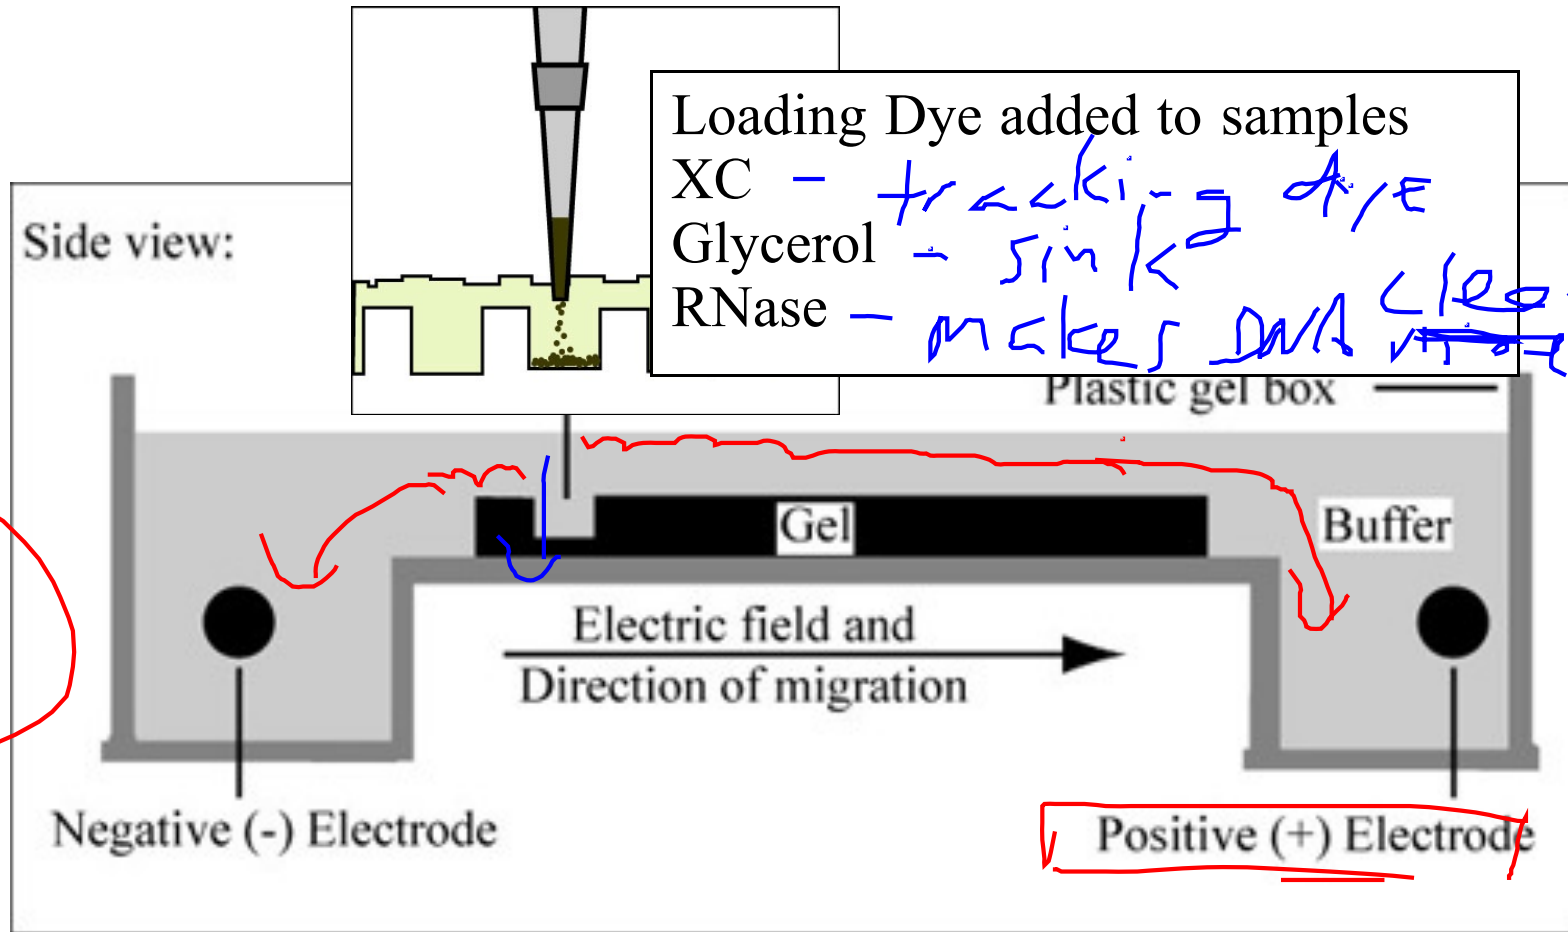 Loading Dye added to samples
XC - tracking dye
Glycerol - sink
RNase - makes DNA clea
Side view:
Plastic gel box
Gel
Buffer
Electric field and
Direction of migration
Negative (-) Electrode
Positive (+) Electrode